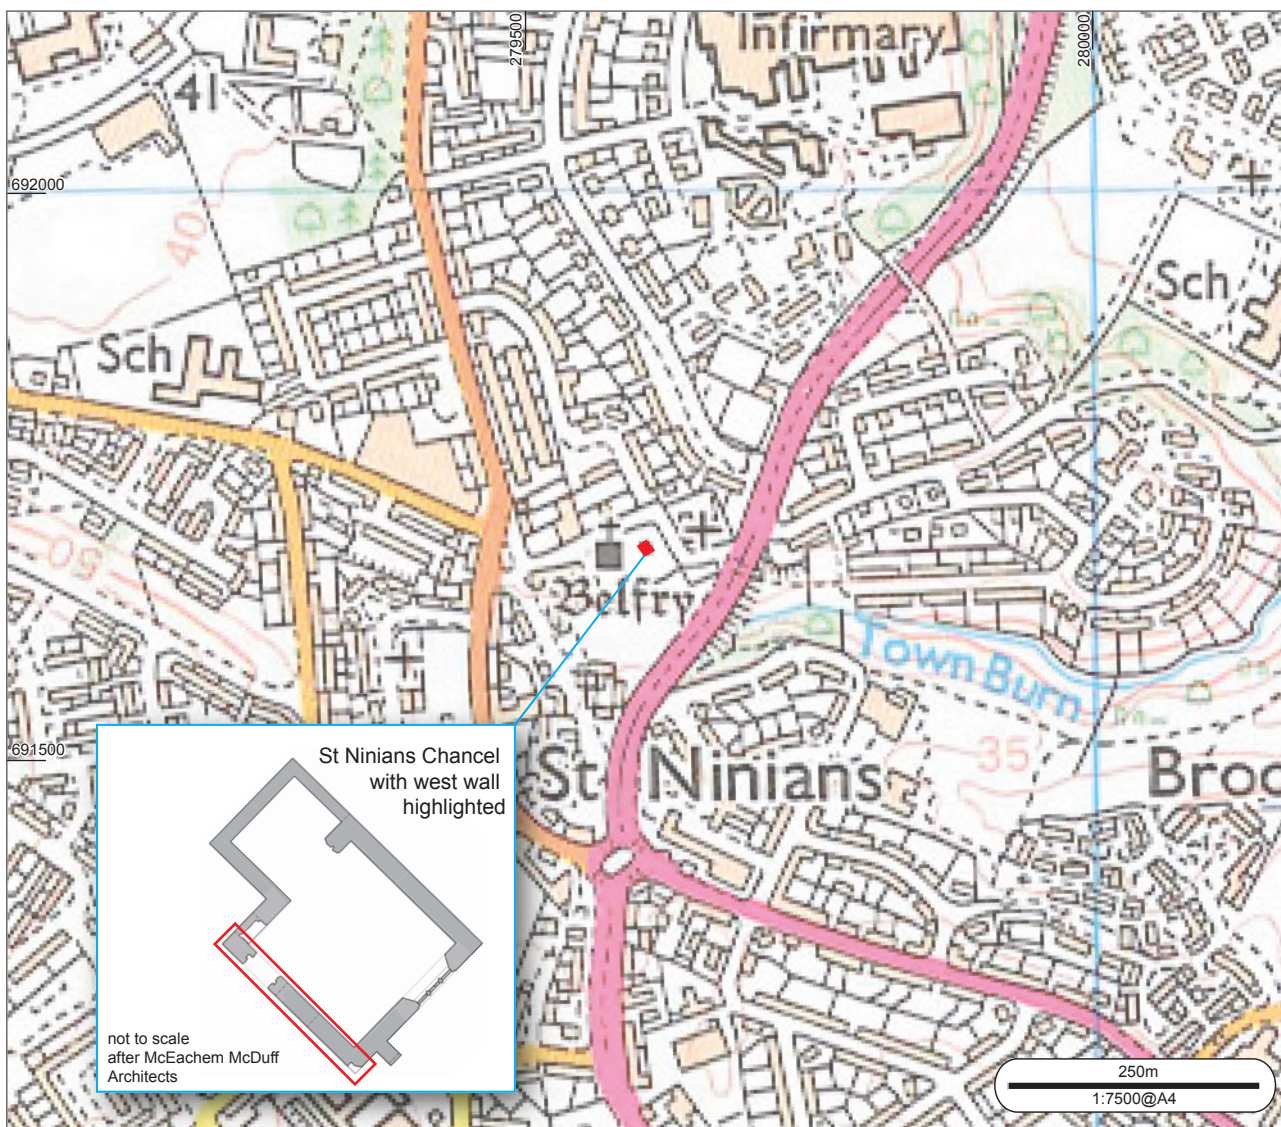 279500
280000
Infirmary
41
692000
40
Sch
Sch
50
Belfry
Town Burn
691500
St Ninians
35
St Ninians Chancel
with west wall
highlighted
not to scale
after McEachem McDuff
Architects
250m
1:7500@A4